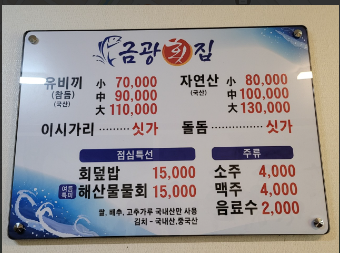 금광회집
유비끼 小 70,000
(참돔) 中 90,000
(국산) 大 110,000
자연산 小 80,000
(국산) 中 100,000
大 130,000
이시가리 ········· 싯가
돌돔 ············· 싯가
점심특선
회덮밥 15,000
여름특미 해산물물회 15,000
주류
소주 4,000
맥주 4,000
음료수 2,000
쌀, 배추, 고추가루 국내산만 사용
김치 - 국내산,중국산